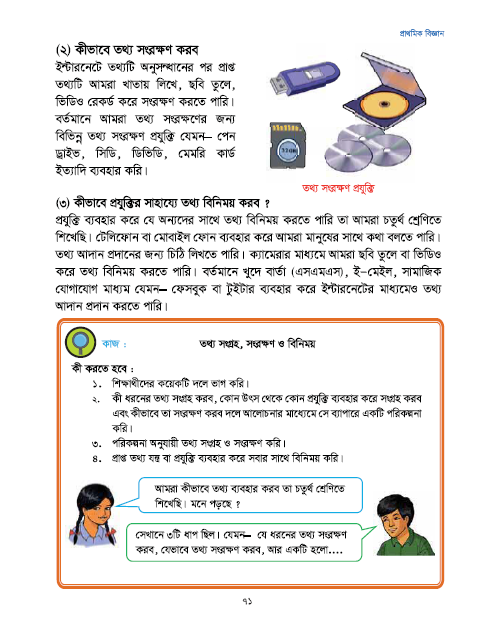 প্রাথমিক বিজ্ঞান
(২) কীভাবে তথ্য সংরক্ষণ করব
ইন্টারনেটে তথ্যটি অনুসন্ধানের পর প্রাপ্ত
তথ্যটি আমরা খাতায় লিখে, ছবি তুলে,
ভিডিও রেকর্ড করে সংরক্ষণ করতে পারি।
বর্তমানে আমরা তথ্য সংরক্ষণের জন্য
বিভিন্ন তথ্য সংরক্ষণ প্রযুক্তি যেমন— পেন
ড্রাইভ, সিডি, ডিভিডি, মেমরি কার্ড
ইত্যাদি ব্যবহার করি।
তথ্য সংরক্ষণ প্রযুক্তি
(৩) কীভাবে প্রযুক্তির সাহায্যে তথ্য বিনিময় করব ?
প্রযুক্তি ব্যবহার করে যে অন্যদের সাথে তথ্য বিনিময় করতে পারি তা আমরা চতুর্থ শ্রেণিতে
শিখেছি। টেলিফোন বা মোবাইল ফোন ব্যবহার করে আমরা মানুষের সাথে কথা বলতে পারি।
তথ্য আদান প্রদানের জন্য চিঠি লিখতে পারি। ক্যামেরার মাধ্যমে আমরা ছবি তুলে বা ভিডিও
করে তথ্য বিনিময় করতে পারি। বর্তমানে খুদে বার্তা (এসএমএস), ই–মেইল, সামাজিক
যোগাযোগ মাধ্যম যেমন— ফেসবুক বা টুইটার ব্যবহার করে ইন্টারনেটের মাধ্যমেও তথ্য
আদান প্রদান করতে পারি।
কাজ : তথ্য সংগ্রহ, সংরক্ষণ ও বিনিময়
কী করতে হবে :
১. শিক্ষার্থীদের কয়েকটি দলে ভাগ করি।
২. কী ধরনের তথ্য সংগ্রহ করব, কোন উৎস থেকে কোন প্রযুক্তি ব্যবহার করে সংগ্রহ করব
এবং কীভাবে তা সংরক্ষণ করব দলে আলোচনার মাধ্যেমে সে ব্যাপারে একটি পরিকল্পনা
করি।
৩. পরিকল্পনা অনুযায়ী তথ্য সংগ্রহ ও সংরক্ষণ করি।
৪. প্রাপ্ত তথ্য যন্ত্র বা প্রযুক্তি ব্যবহার করে সবার সাথে বিনিময় করি।
আমরা কীভাবে তথ্য ব্যবহার করব তা চতুর্থ শ্রেণিতে
শিখেছি। মনে পড়ছে ?
সেখানে ৩টি ধাপ ছিল। যেমন— যে ধরনের তথ্য সংরক্ষণ
করব, যেভাবে তথ্য সংরক্ষণ করব, আর একটি হলো....
৭১